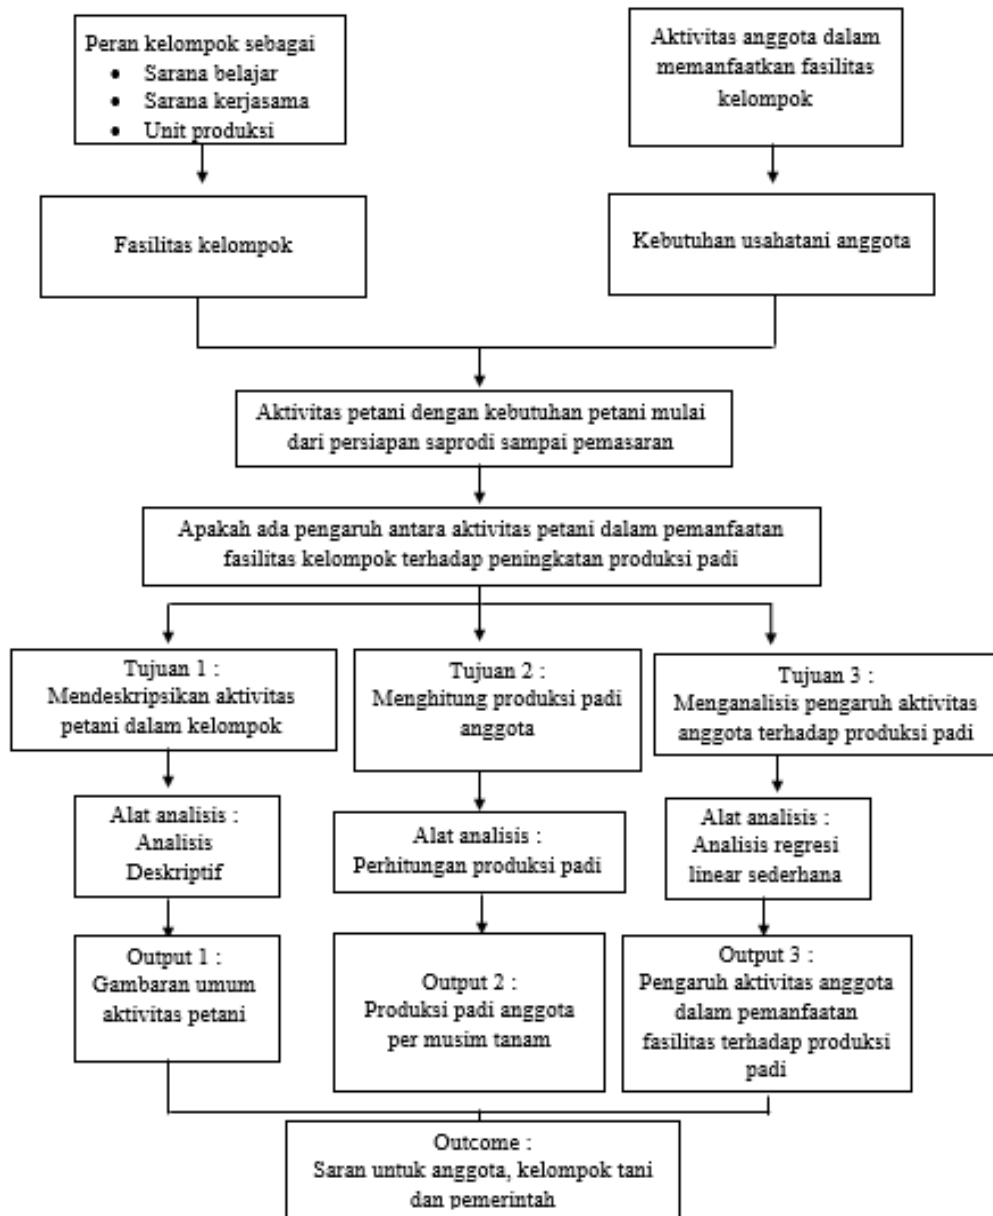 Peran kelompok sebagai
• Sarana belajar
• Sarana kerjasama
• Unit produksi
Aktivitas anggota dalam
memanfaatkan fasilitas
kelompok
Fasilitas kelompok
Kebutuhan usahatani anggota
Aktivitas petani dengan kebutuhan petani mulai
dari persiapan saprodi sampai pemasaran
Apakah ada pengaruh antara aktivitas petani dalam pemanfaatan
fasilitas kelompok terhadap peningkatan produksi padi
Tujuan 1 :
Mendeskripsikan aktivitas
petani dalam kelompok
Tujuan 2 :
Menghitung produksi padi
anggota
Tujuan 3 :
Menganalisis pengaruh aktivitas
anggota terhadap produksi padi
Alat analisis :
Analisis
Deskriptif
Alat analisis :
Perhitungan produksi padi
Alat analisis :
Analisis regresi
linear sederhana
Output 1 :
Gambaran umum
aktivitas petani
Output 2 :
Produksi padi anggota
per musim tanam
Output 3 :
Pengaruh aktivitas anggota
dalam pemanfaatan
fasilitas terhadap produksi
padi
Outcome :
Saran untuk anggota, kelompok tani
dan pemerintah